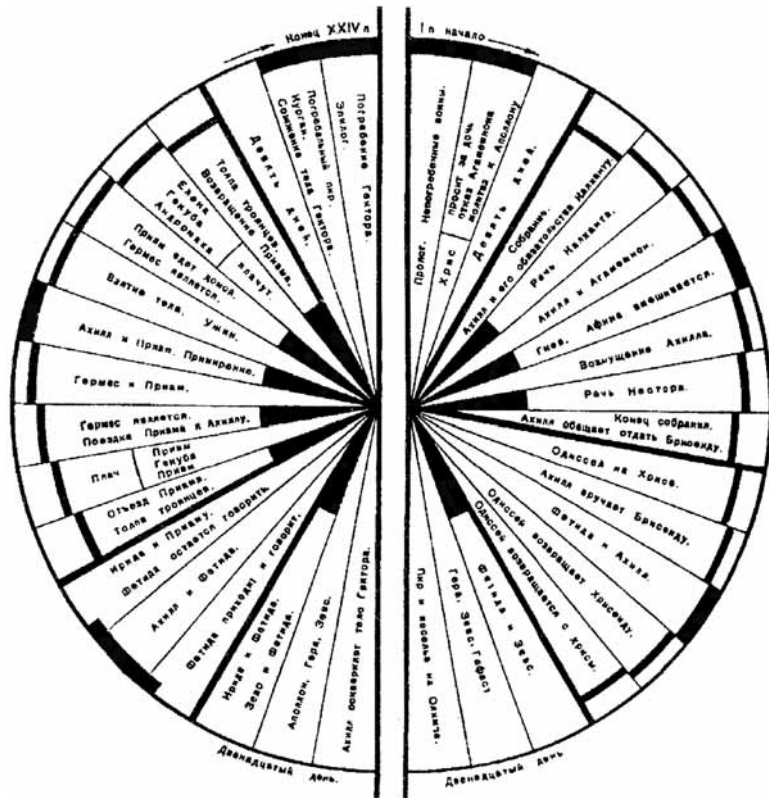 Конец XXIV п
I п начало
Погребение Гектора.
Эпилог.
Погребальный пир.
Курган.
Сожжение тела Гектора.
Девять дней.
Толпа троянцев.
Возвращение Приама.
Елена
Гекуба
Андромаха
плачут.
Приам едет домой.
Гермес является.
Взятие тела. Ужин.
Ахилл и Приам. Примирение.
Гермес и Приам.
Гермес является.
Поездка Приама к Ахиллу.
Плач
Приам
Гекуба
Приам
Отъезд Приама.
Толпа троянцев.
Ирида к Приаму.
Фетида остается говорить.
Ахилл и Фетида.
Фетида приходит и говорит.
Ирида и Фетида.
Зевс и Фетида.
Аполлон, Гера, Зевс.
Ахилл оскверняет тело Гектора.
Двенадцатый день.
Пролог. Непогребенные воины.
Хрис
просит за дочь
отказ Агамемнона
молитва к Аполлону
Девять дней.
Собрание.
Ахилл и его обязательства Калханту.
Речь Калханта.
Ахилл и Агамемнон.
Гнев. Афина вмешивается.
Возмущение Ахилла.
Речь Нестора.
Конец собрания.
Ахилл обещает отдать Брисеиду.
Одиссей на Хрисе.
Ахилл вручает Брисеиду.
Фетида и Ахилл.
Одиссей возвращает Хрисеиду.
Одиссей возвращается с Хрисы.
Фетида и Зевс.
Гера, Зевс, Гефест
Пир и веселье на Олимпе.
Двенадцатый день